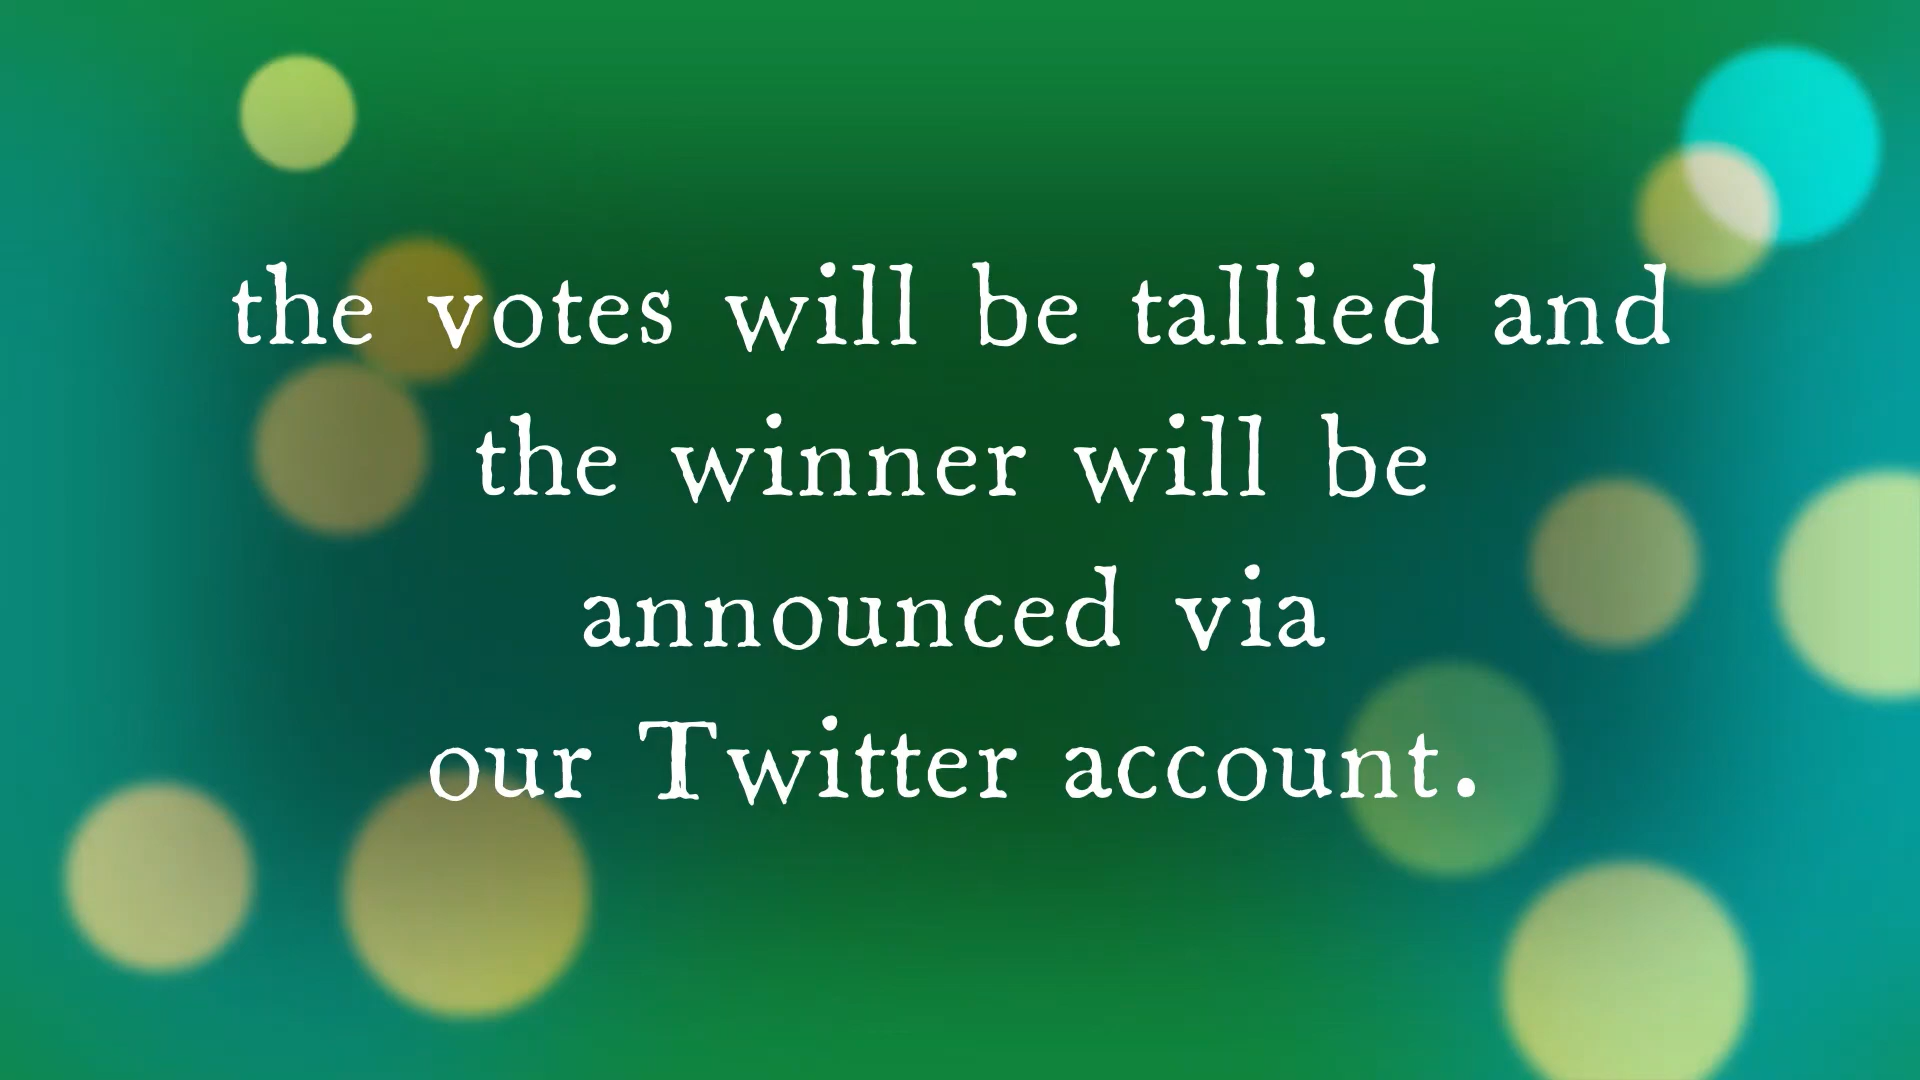 the votes will be tallied and
the winner will be
announced via
our Twitter account.